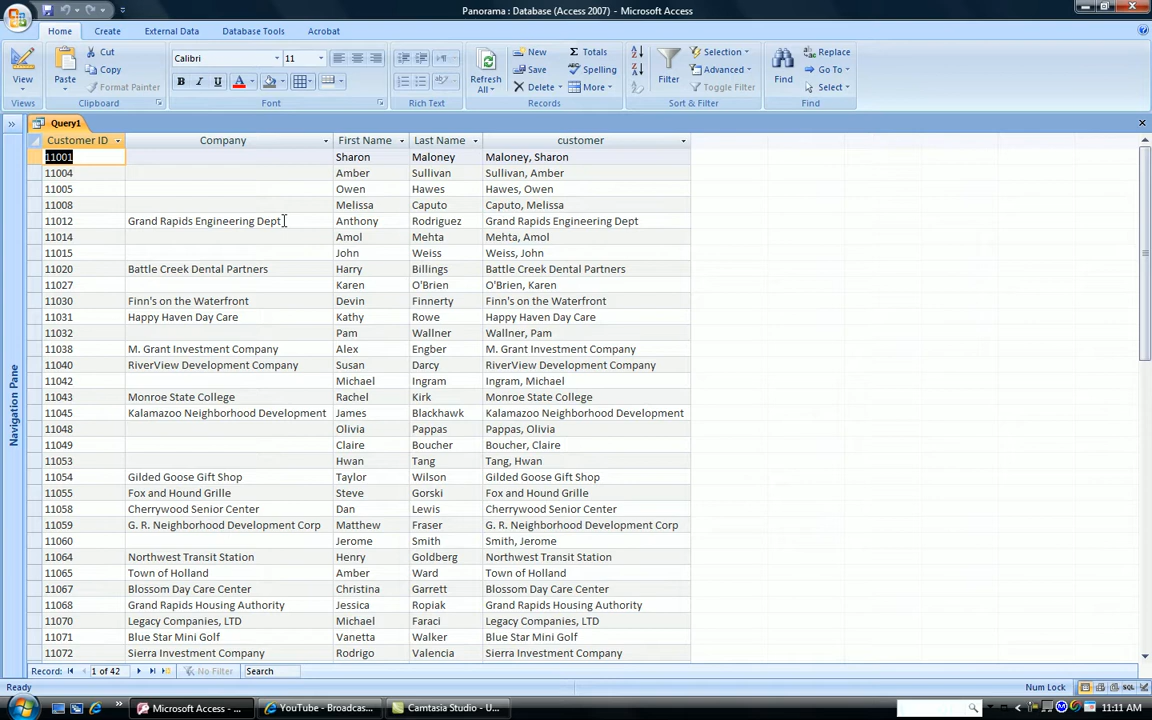 Panorama : Database (Access 2007) - Microsoft Access
Home Create External Data Database Tools Acrobat
View Paste Cut Copy Format Painter Calibri 11 B I U A Refresh All New Save Delete Totals Spelling More Filter Selection Advanced Toggle Filter Find Replace Go To Select
Views Clipboard Font Rich Text Records Sort & Filter Find
Query1
Customer ID Company First Name Last Name customer
11001 Sharon Maloney Maloney, Sharon
11004 Amber Sullivan Sullivan, Amber
11005 Owen Hawes Hawes, Owen
11008 Melissa Caputo Caputo, Melissa
11012 Grand Rapids Engineering Dept Anthony Rodriguez Grand Rapids Engineering Dept
11014 Amol Mehta Mehta, Amol
11015 John Weiss Weiss, John
11020 Battle Creek Dental Partners Harry Billings Battle Creek Dental Partners
11027 Karen O'Brien O'Brien, Karen
11030 Finn's on the Waterfront Devin Finnerty Finn's on the Waterfront
11031 Happy Haven Day Care Kathy Rowe Happy Haven Day Care
11032 Pam Wallner Wallner, Pam
11038 M. Grant Investment Company Alex Engber M. Grant Investment Company
11040 RiverView Development Company Susan Darcy RiverView Development Company
11042 Michael Ingram Ingram, Michael
11043 Monroe State College Rachel Kirk Monroe State College
11045 Kalamazoo Neighborhood Development James Blackhawk Kalamazoo Neighborhood Development
11048 Olivia Pappas Pappas, Olivia
11049 Claire Boucher Boucher, Claire
11053 Hwan Tang Tang, Hwan
11054 Gilded Goose Gift Shop Taylor Wilson Gilded Goose Gift Shop
11055 Fox and Hound Grille Steve Gorski Fox and Hound Grille
11058 Cherrywood Senior Center Dan Lewis Cherrywood Senior Center
11059 G. R. Neighborhood Development Corp Matthew Fraser G. R. Neighborhood Development Corp
11060 Jerome Smith Smith, Jerome
11064 Northwest Transit Station Henry Goldberg Northwest Transit Station
11065 Town of Holland Amber Ward Town of Holland
11067 Blossom Day Care Center Christina Garrett Blossom Day Care Center
11068 Grand Rapids Housing Authority Jessica Ropiak Grand Rapids Housing Authority
11070 Legacy Companies, LTD Michael Faraci Legacy Companies, LTD
11071 Blue Star Mini Golf Vanetta Walker Blue Star Mini Golf
11072 Sierra Investment Company Rodrigo Valencia Sierra Investment Company
Navigation Pane
Record: 1 of 42 No Filter Search
Ready Num Lock SQL
Microsoft Access - ... YouTube - Broadcas... Camtasia Studio - U... 11:11 AM